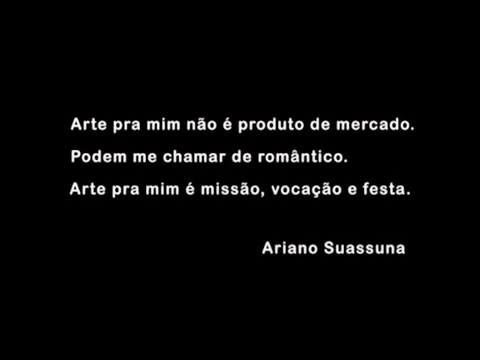 Arte pra mim não é produto de mercado.
Podem me chamar de romântico.
Arte pra mim é missão, vocação e festa.
Ariano Suassuna